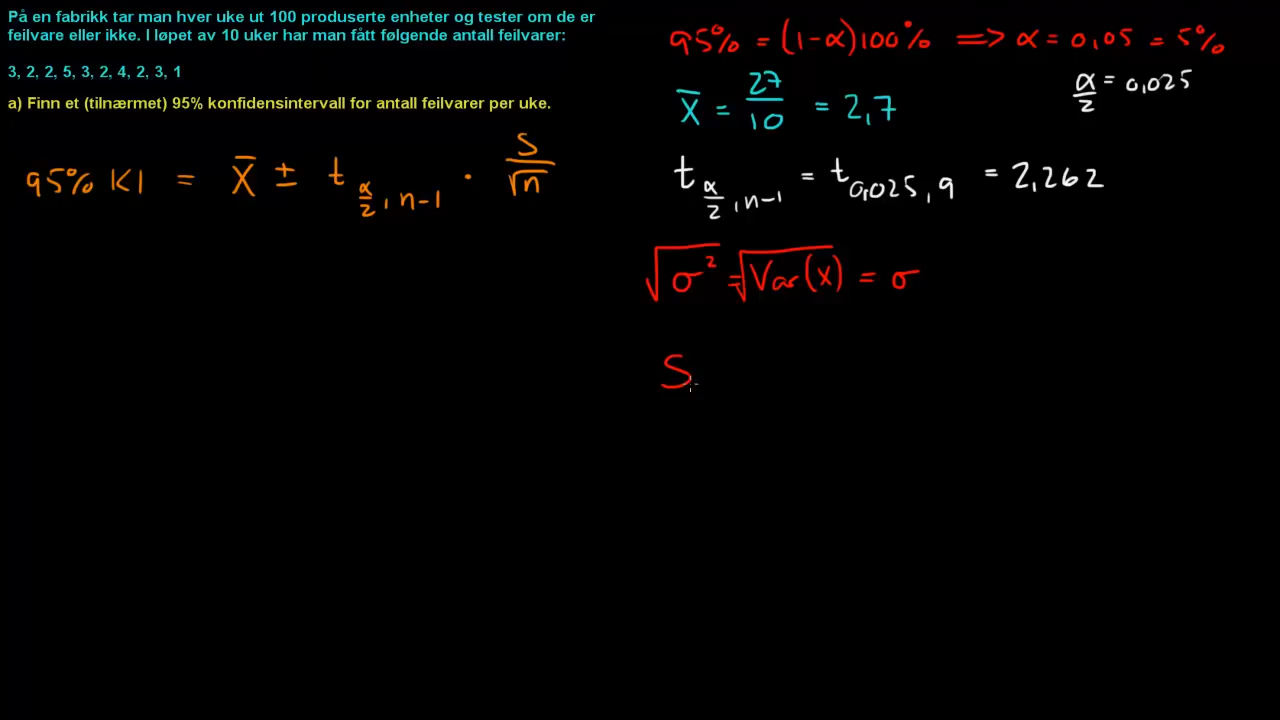 På en fabrikk tar man hver uke ut 100 produserte enheter og tester om de er
feilvare eller ikke. I løpet av 10 uker har man fått følgende antall feilvarer:
3, 2, 2, 5, 3, 2, 4, 2, 3, 1
a) Finn et (tilnærmet) 95% konfidensintervall for antall feilvarer per uke.
95% KI = X̄ ± t_{α/2, n-1} · S/√n
95% = (1-α)100% ⟹ α = 0,05 = 5%
α/2 = 0,025
X̄ = 27/10 = 2,7
t_{α/2, n-1} = t_{0,025, 9} = 2,262
√σ² = √Var(x) = σ
S